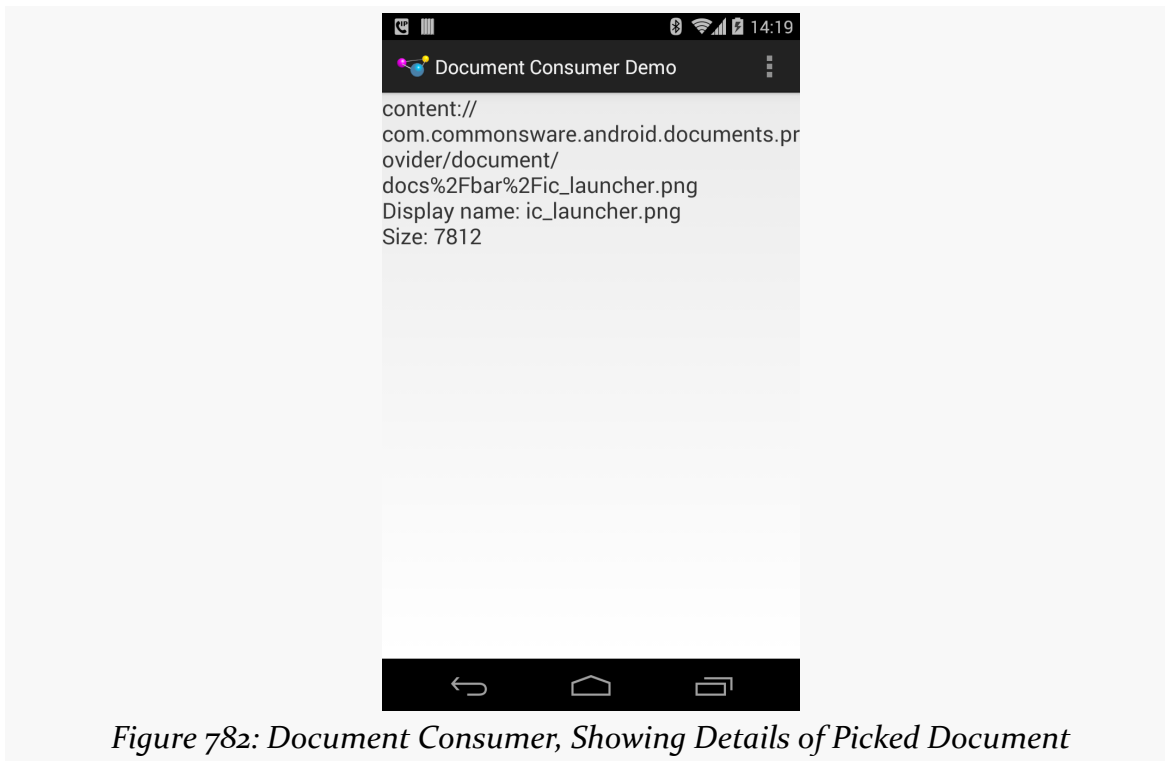 14:19
Document Consumer Demo
content://
com.commonsware.android.documents.pr
ovider/document/
docs%2Fbar%2Fic_launcher.png
Display name: ic_launcher.png
Size: 7812
Figure 782: Document Consumer, Showing Details of Picked Document